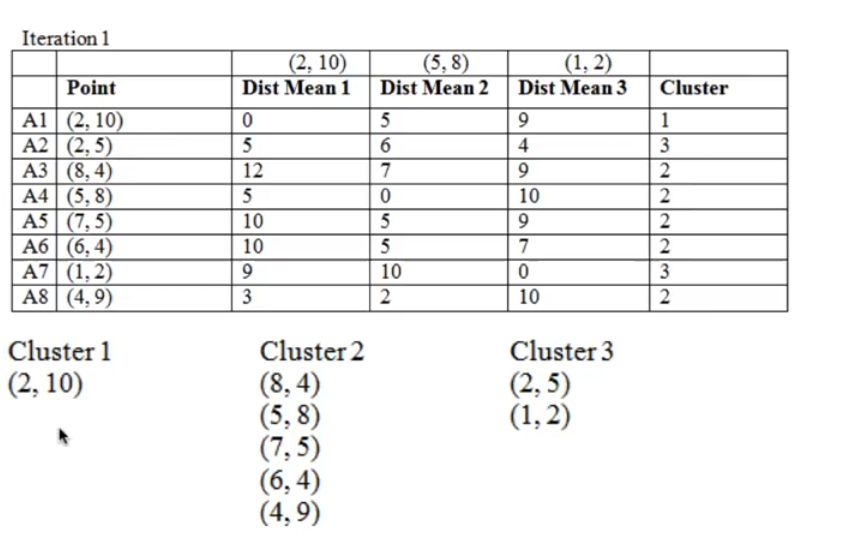 Iteration 1
(2, 10) (5, 8) (1, 2)
Point Dist Mean 1 Dist Mean 2 Dist Mean 3 Cluster
A1 (2, 10) 0 5 9 1
A2 (2, 5) 5 6 4 3
A3 (8, 4) 12 7 9 2
A4 (5, 8) 5 0 10 2
A5 (7, 5) 10 5 9 2
A6 (6, 4) 10 5 7 2
A7 (1, 2) 9 10 0 3
A8 (4, 9) 3 2 10 2
Cluster 1 Cluster 2 Cluster 3
(2, 10) (8, 4) (2, 5)
(5, 8) (1, 2)
(7, 5)
(6, 4)
(4, 9)